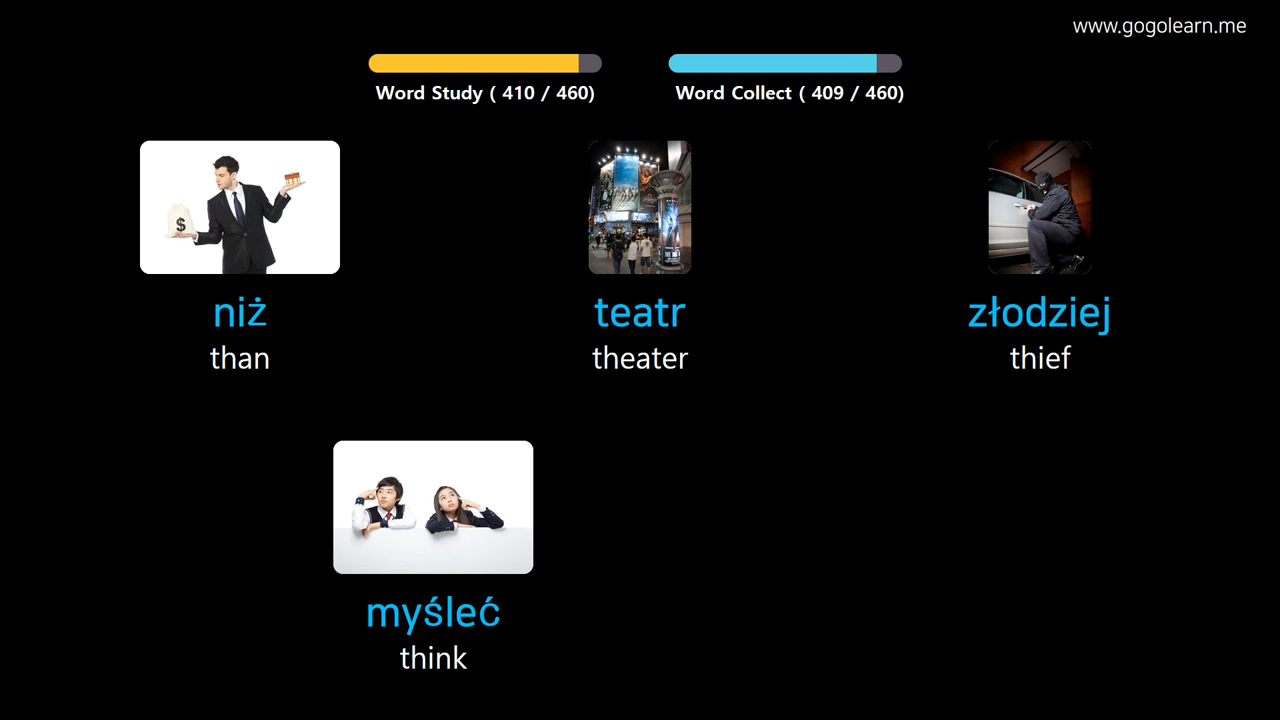 www.gogolearn.me
Word Study ( 410 / 460)
Word Collect ( 409 / 460)
$
niż
than
teatr
theater
złodziej
thief
myśleć
think